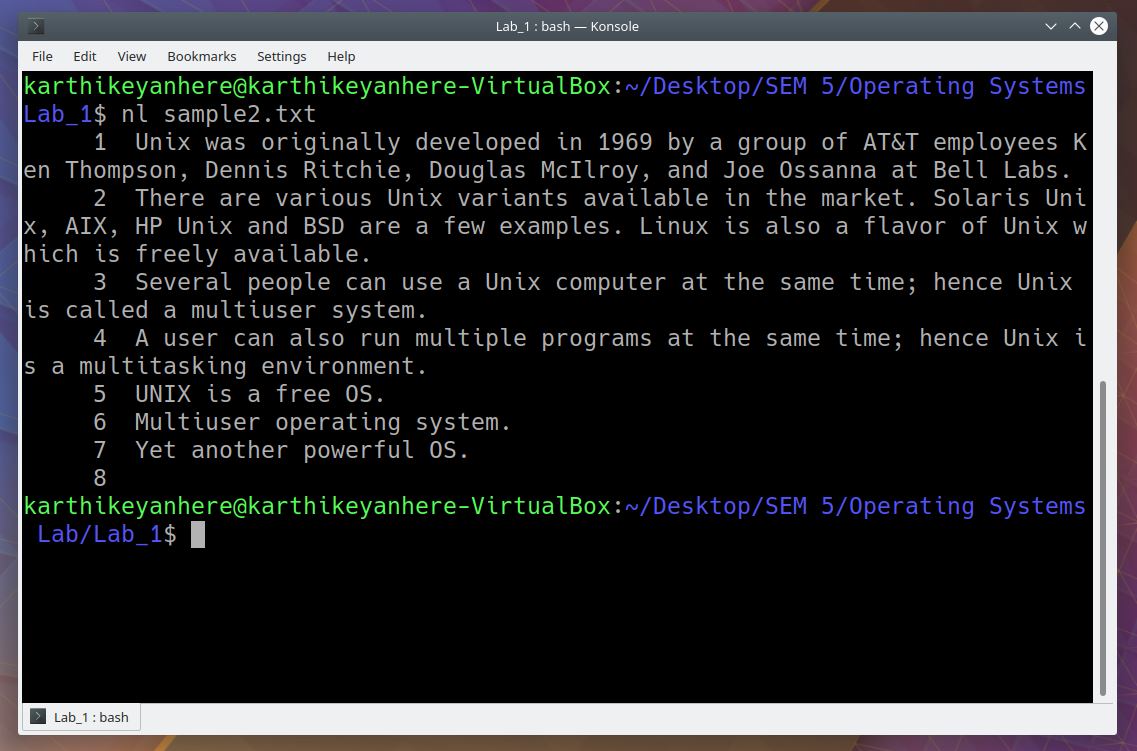 Lab_1 : bash — Konsole
File Edit View Bookmarks Settings Help
karthikeyanhere@karthikeyanhere-VirtualBox:~/Desktop/SEM 5/Operating Systems
Lab_1$ nl sample2.txt
1 Unix was originally developed in 1969 by a group of AT&T employees K
en Thompson, Dennis Ritchie, Douglas McIlroy, and Joe Ossanna at Bell Labs.
2 There are various Unix variants available in the market. Solaris Uni
x, AIX, HP Unix and BSD are a few examples. Linux is also a flavor of Unix w
hich is freely available.
3 Several people can use a Unix computer at the same time; hence Unix
is called a multiuser system.
4 A user can also run multiple programs at the same time; hence Unix i
s a multitasking environment.
5 UNIX is a free OS.
6 Multiuser operating system.
7 Yet another powerful OS.
8
karthikeyanhere@karthikeyanhere-VirtualBox:~/Desktop/SEM 5/Operating Systems
Lab/Lab_1$
Lab_1 : bash